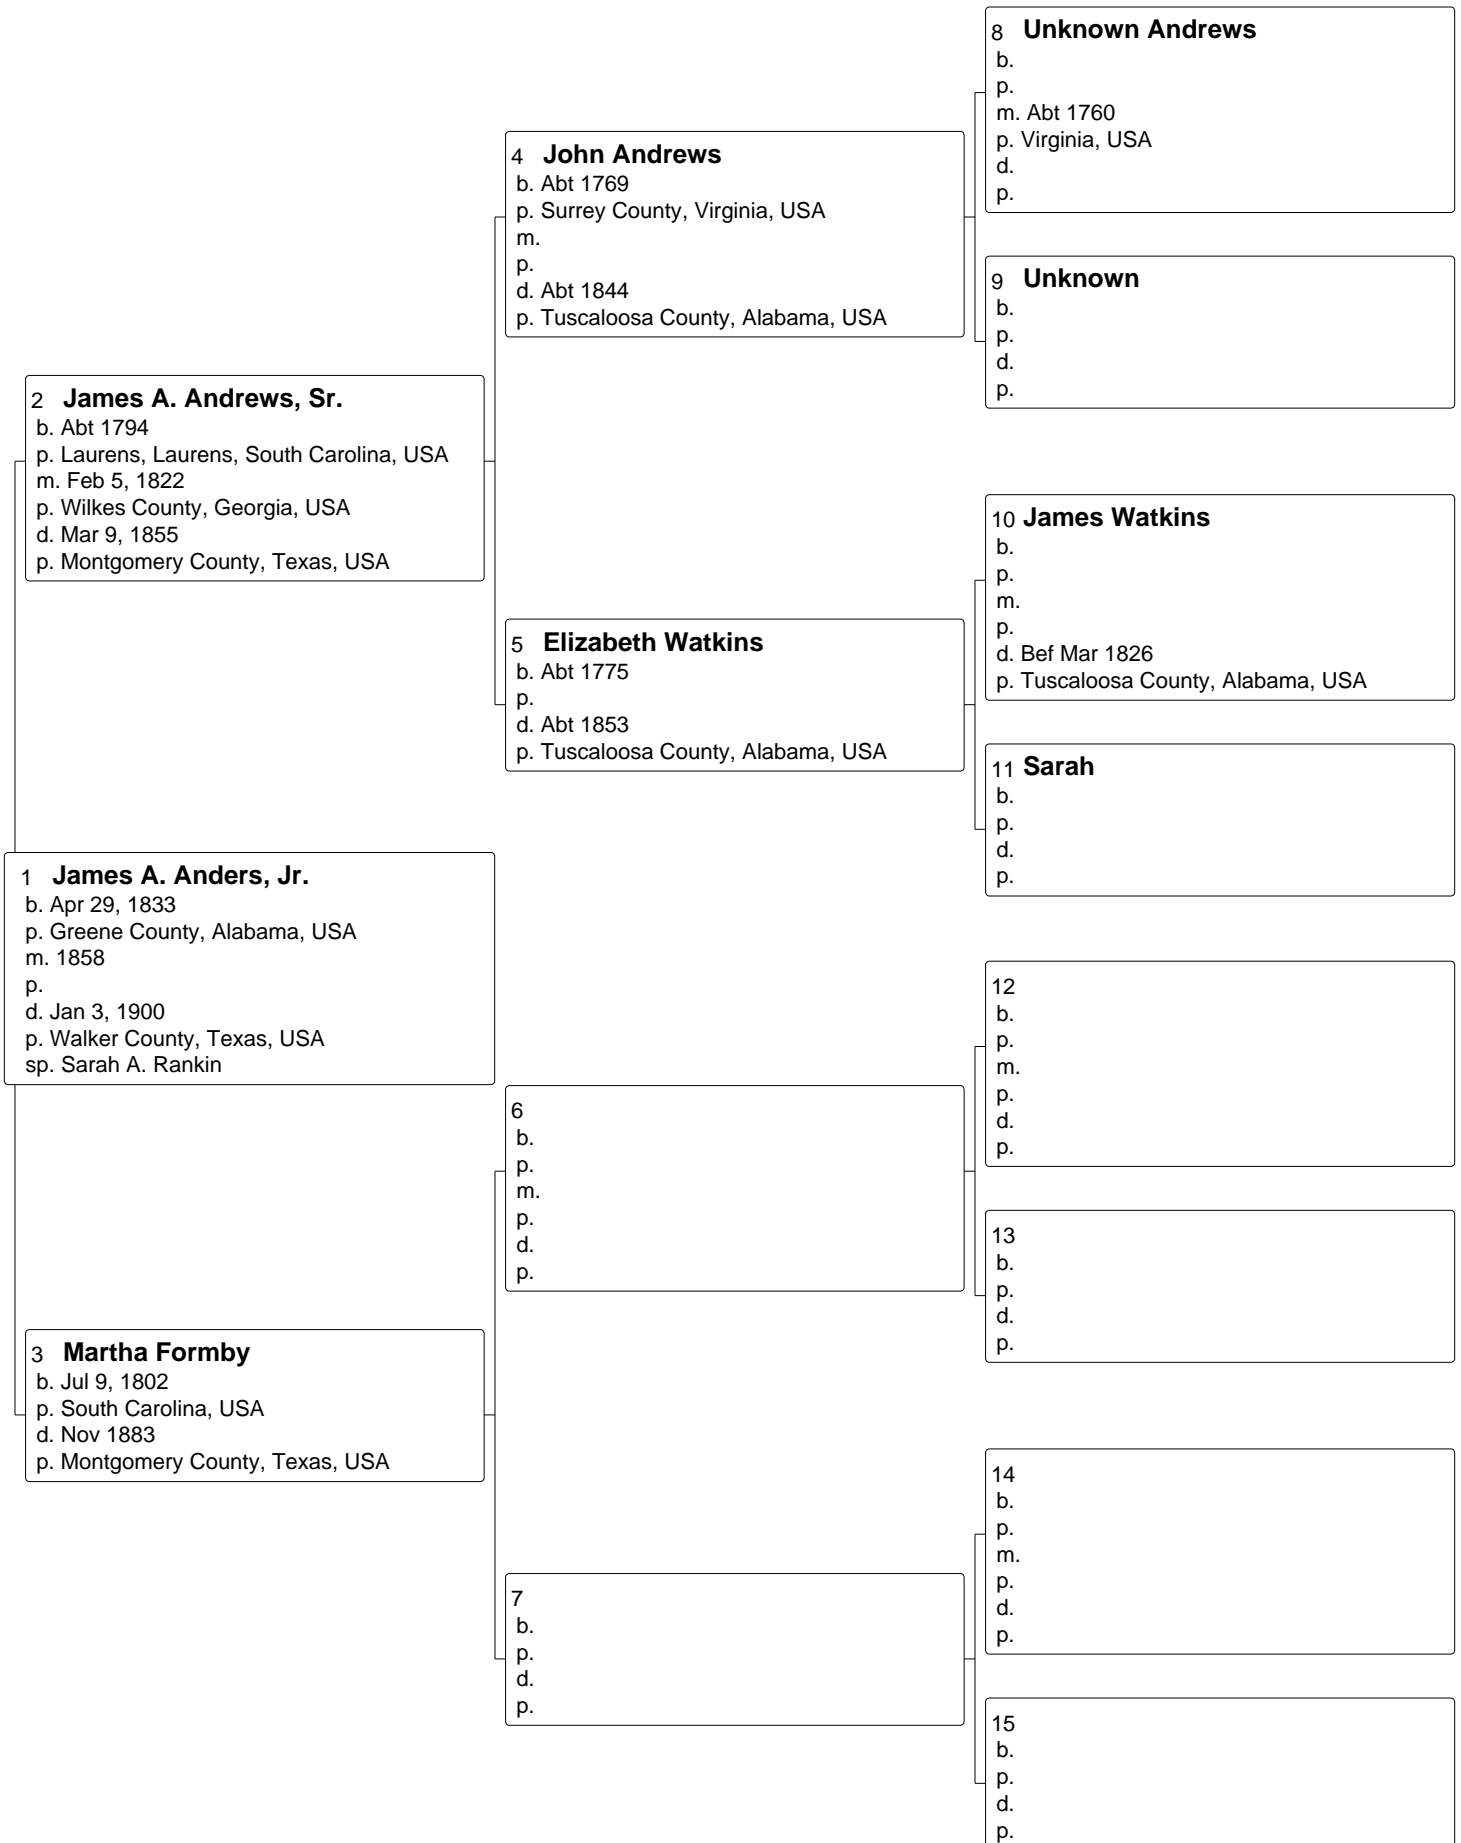 8 Unknown Andrews
b.
p.
m. Abt 1760
p. Virginia, USA
d.
p.
4 John Andrews
b. Abt 1769
p. Surrey County, Virginia, USA
m.
p.
d. Abt 1844
p. Tuscaloosa County, Alabama, USA
9 Unknown
b.
p.
d.
p.
2 James A. Andrews, Sr.
b. Abt 1794
p. Laurens, Laurens, South Carolina, USA
m. Feb 5, 1822
p. Wilkes County, Georgia, USA
d. Mar 9, 1855
p. Montgomery County, Texas, USA
10 James Watkins
b.
p.
m.
p.
d. Bef Mar 1826
p. Tuscaloosa County, Alabama, USA
5 Elizabeth Watkins
b. Abt 1775
p.
d. Abt 1853
p. Tuscaloosa County, Alabama, USA
11 Sarah
b.
p.
d.
p.
1 James A. Anders, Jr.
b. Apr 29, 1833
p. Greene County, Alabama, USA
m. 1858
p.
d. Jan 3, 1900
p. Walker County, Texas, USA
sp. Sarah A. Rankin
12
b.
p.
m.
p.
d.
p.
6
b.
p.
m.
p.
d.
p.
13
b.
p.
d.
p.
3 Martha Formby
b. Jul 9, 1802
p. South Carolina, USA
d. Nov 1883
p. Montgomery County, Texas, USA
14
b.
p.
m.
p.
d.
p.
7
b.
p.
d.
p.
15
b.
p.
d.
p.